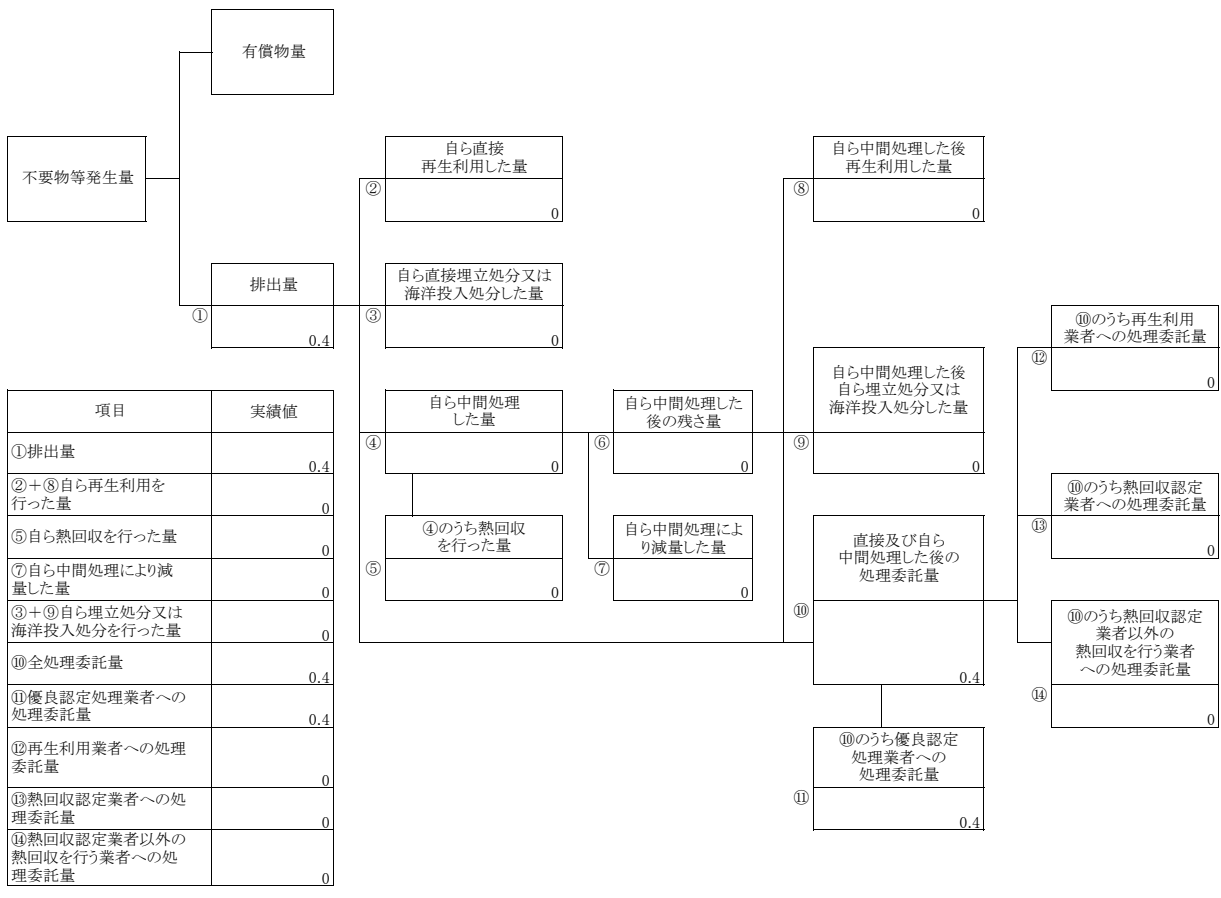 有償物量
不要物等発生量
排出量
①
0.4
自ら直接
再生利用した量
②
0
自ら直接埋立処分又は
海洋投入処分した量
③
0
自ら中間処理
した量
④
0
④のうち熱回収
を行った量
⑤
0
自ら中間処理した
後の残さ量
⑥
0
自ら中間処理によ
り減量した量
⑦
0
自ら中間処理した後
再生利用した量
⑧
0
自ら中間処理した後
自ら埋立処分又は
海洋投入処分した量
⑨
0
直接及び自ら
中間処理した後の
処理委託量
⑩
0.4
⑩のうち優良認定
処理業者への
処理委託量
⑪
0.4
⑩のうち再生利用
業者への処理委託量
⑫
0
⑩のうち熱回収認定
業者への処理委託量
⑬
0
⑩のうち熱回収認定
業者以外の
熱回収を行う業者
への処理委託量
⑭
0
項目 実績値
①排出量
0.4
②＋⑧自ら再生利用を
行った量
0
⑤自ら熱回収を行った量
0
⑦自ら中間処理により減
量した量
0
③＋⑨自ら埋立処分又は
海洋投入処分を行った量
0
⑩全処理委託量
0.4
⑪優良認定処理業者への
処理委託量
0.4
⑫再生利用業者への処理
委託量
0
⑬熱回収認定業者への処
理委託量
0
⑭熱回収認定業者以外の
熱回収を行う業者への処
理委託量
0